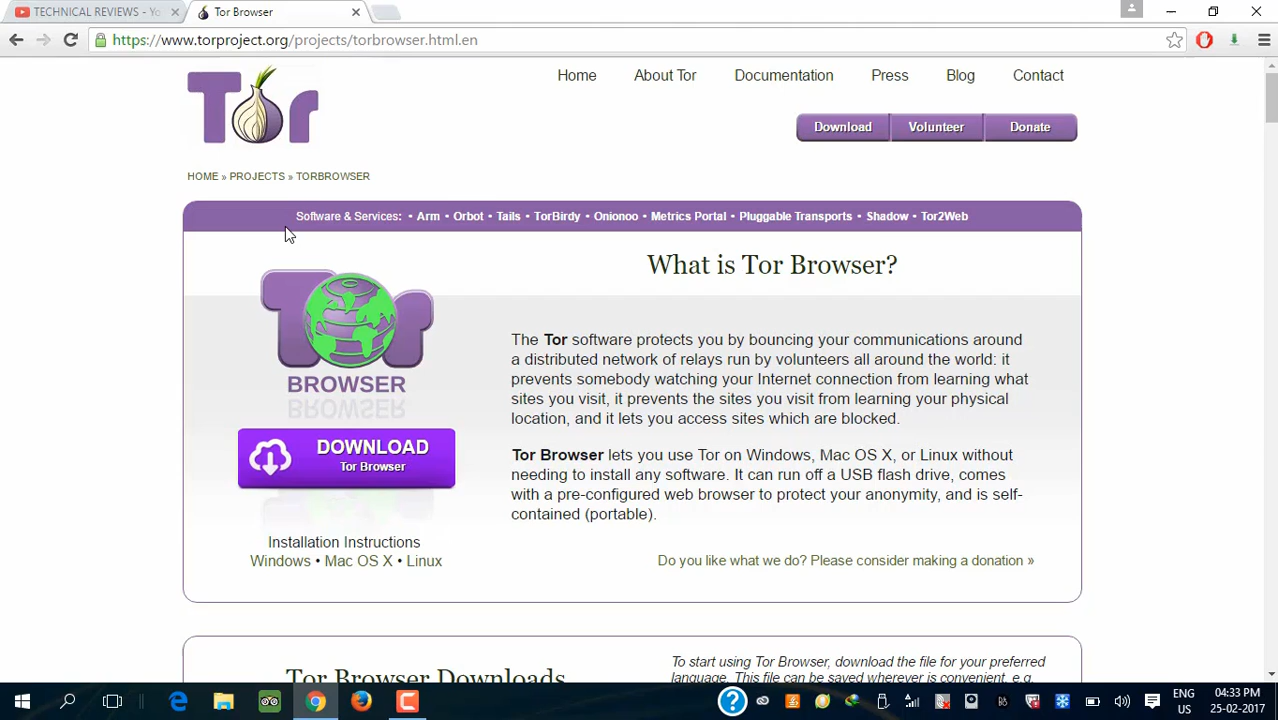 TECHNICAL REVIEWS - Yo
Tor Browser
https://www.torproject.org/projects/torbrowser.html.en
Tor
Home About Tor Documentation Press Blog Contact
Download Volunteer Donate
HOME » PROJECTS » TORBROWSER
Software & Services: • Arm • Orbot • Tails • TorBirdy • Onionoo • Metrics Portal • Pluggable Transports • Shadow • Tor2Web
Tor
BROWSER
DOWNLOAD
Tor Browser
Installation Instructions
Windows • Mac OS X • Linux
What is Tor Browser?
The Tor software protects you by bouncing your communications around
a distributed network of relays run by volunteers all around the world: it
prevents somebody watching your Internet connection from learning what
sites you visit, it prevents the sites you visit from learning your physical
location, and it lets you access sites which are blocked.
Tor Browser lets you use Tor on Windows, Mac OS X, or Linux without
needing to install any software. It can run off a USB flash drive, comes
with a pre-configured web browser to protect your anonymity, and is self-
contained (portable).
Do you like what we do? Please consider making a donation »
Tor Browser Downloads
To start using Tor Browser, download the file for your preferred
language. This file can be saved wherever is convenient, e.g.
ENG
US
04:33 PM
25-02-2017